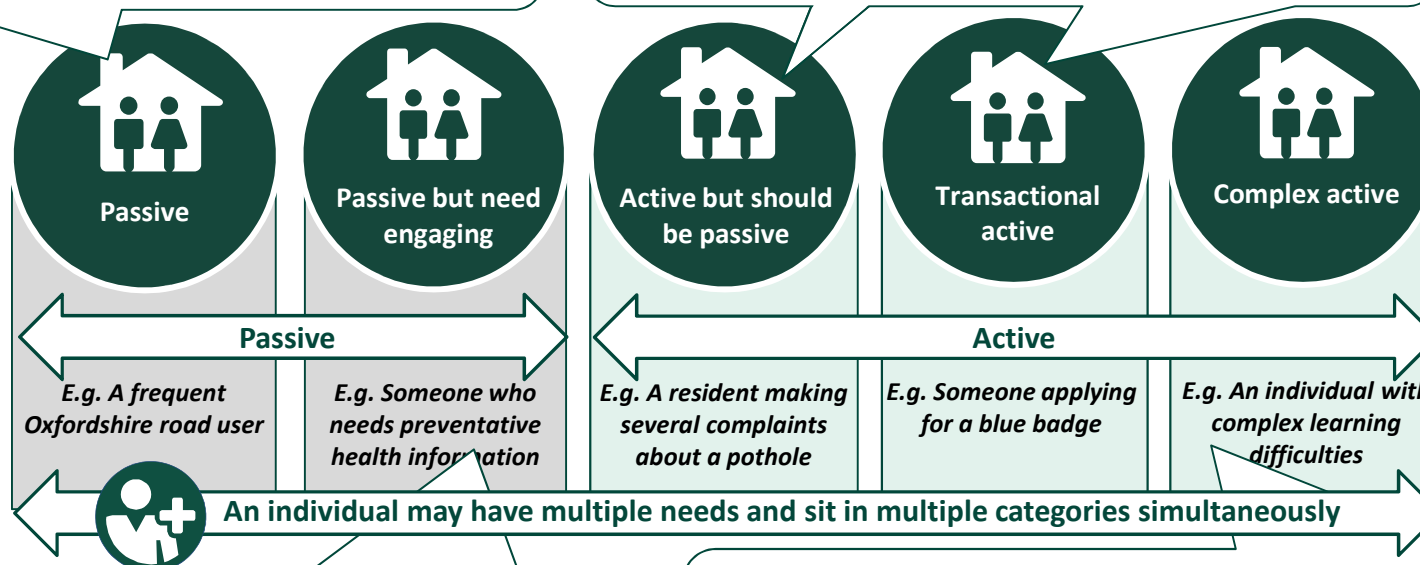 Passive
Passive but need
engaging
Active but should
be passive
Transactional
active
Complex active
Passive
Active
E.g. A frequent
Oxfordshire road user
E.g. Someone who
needs preventative
health information
E.g. A resident making
several complaints
about a pothole
E.g. Someone applying
for a blue badge
E.g. An individual with
complex learning
difficulties
An individual may have multiple needs and sit in multiple categories simultaneously